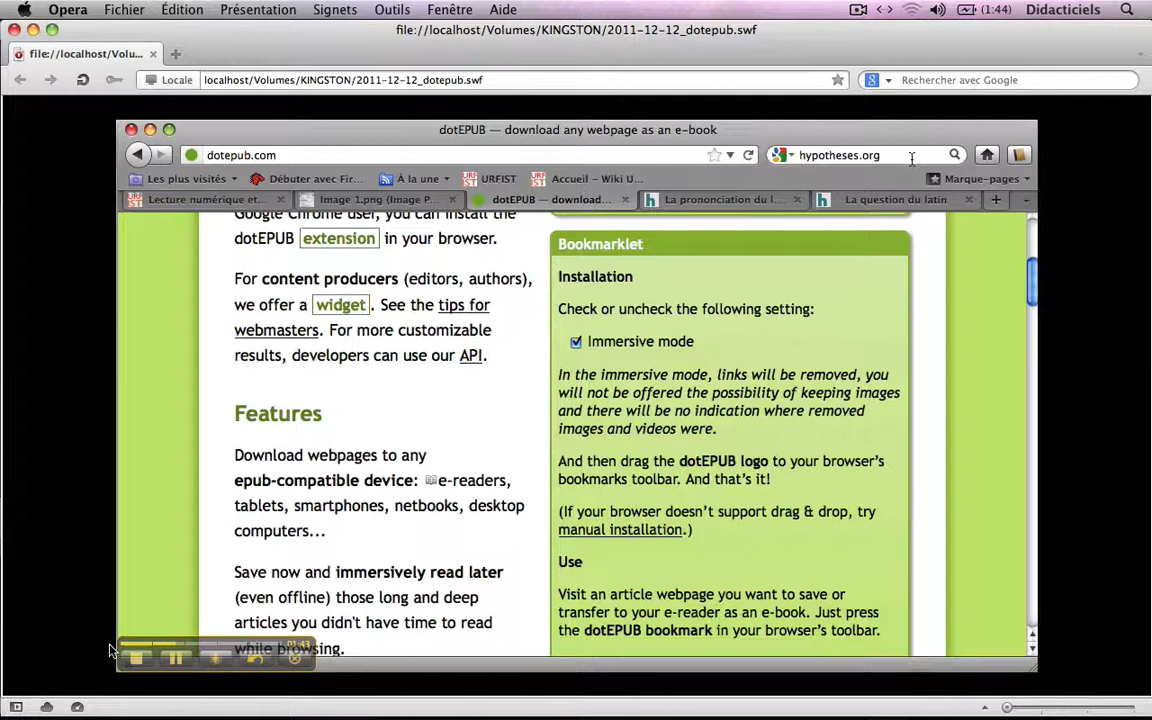 Opera Fichier Édition Présentation Signets Outils Fenêtre Aide (1:44) Didacticiels
file://localhost/Volumes/KINGSTON/2011-12-12_dotepub.swf
file://localhost/Volu...
Locale localhost/Volumes/KINGSTON/2011-12-12_dotepub.swf Rechercher avec Google
dotEPUB — download any webpage as an e-book
dotepub.com hypotheses.org
Les plus visités Débuter avec Fir... À la une URFIST Accueil – Wiki U... Marque-pages
Lecture numérique et... Image 1.png (Image P... dotEPUB — download... La prononciation du l... La question du latin
Google Chrome user, you can install the
dotEPUB extension in your browser.
For content producers (editors, authors),
we offer a widget. See the tips for
webmasters. For more customizable
results, developers can use our API.
Features
Download webpages to any
epub-compatible device: e-readers,
tablets, smartphones, netbooks, desktop
computers...
Save now and immersively read later
(even offline) those long and deep
articles you didn't have time to read
while browsing.
Bookmarklet
Installation
Check or uncheck the following setting:
Immersive mode
In the immersive mode, links will be removed, you
will not be offered the possibility of keeping images
and there will be no indication where removed
images and videos were.
And then drag the dotEPUB logo to your browser's
bookmarks toolbar. And that's it!
(If your browser doesn't support drag & drop, try
manual installation.)
Use
Visit an article webpage you want to save or
transfer to your e-reader as an e-book. Just press
the dotEPUB bookmark in your browser's toolbar.
01:43